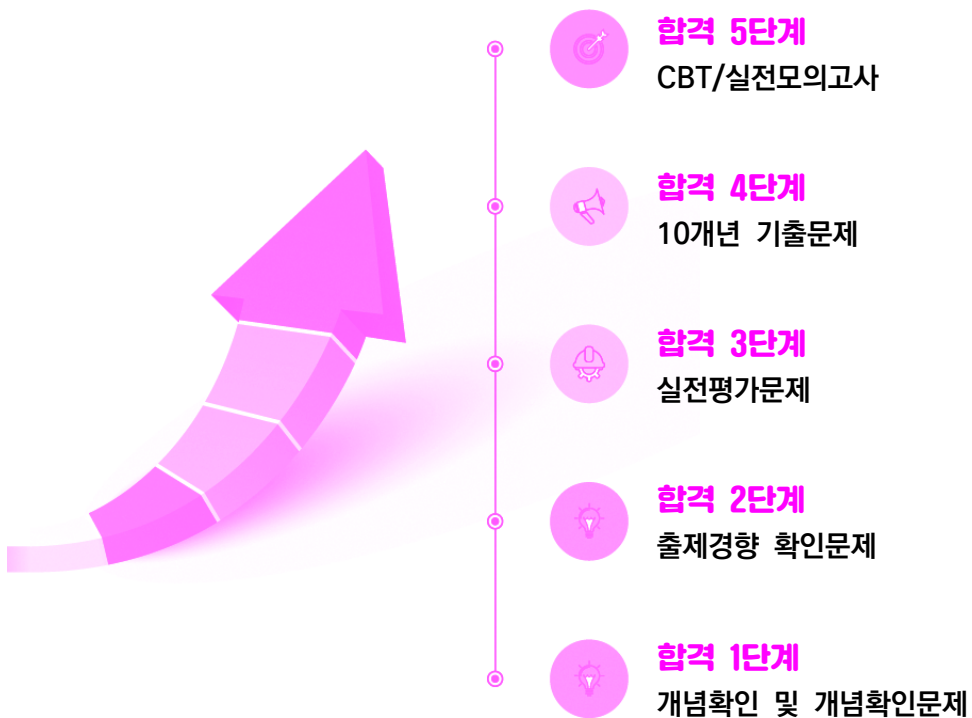 합격 5단계
CBT/실전모의고사
합격 4단계
10개년 기출문제
합격 3단계
실전평가문제
합격 2단계
출제경향 확인문제
합격 1단계
개념확인 및 개념확인문제